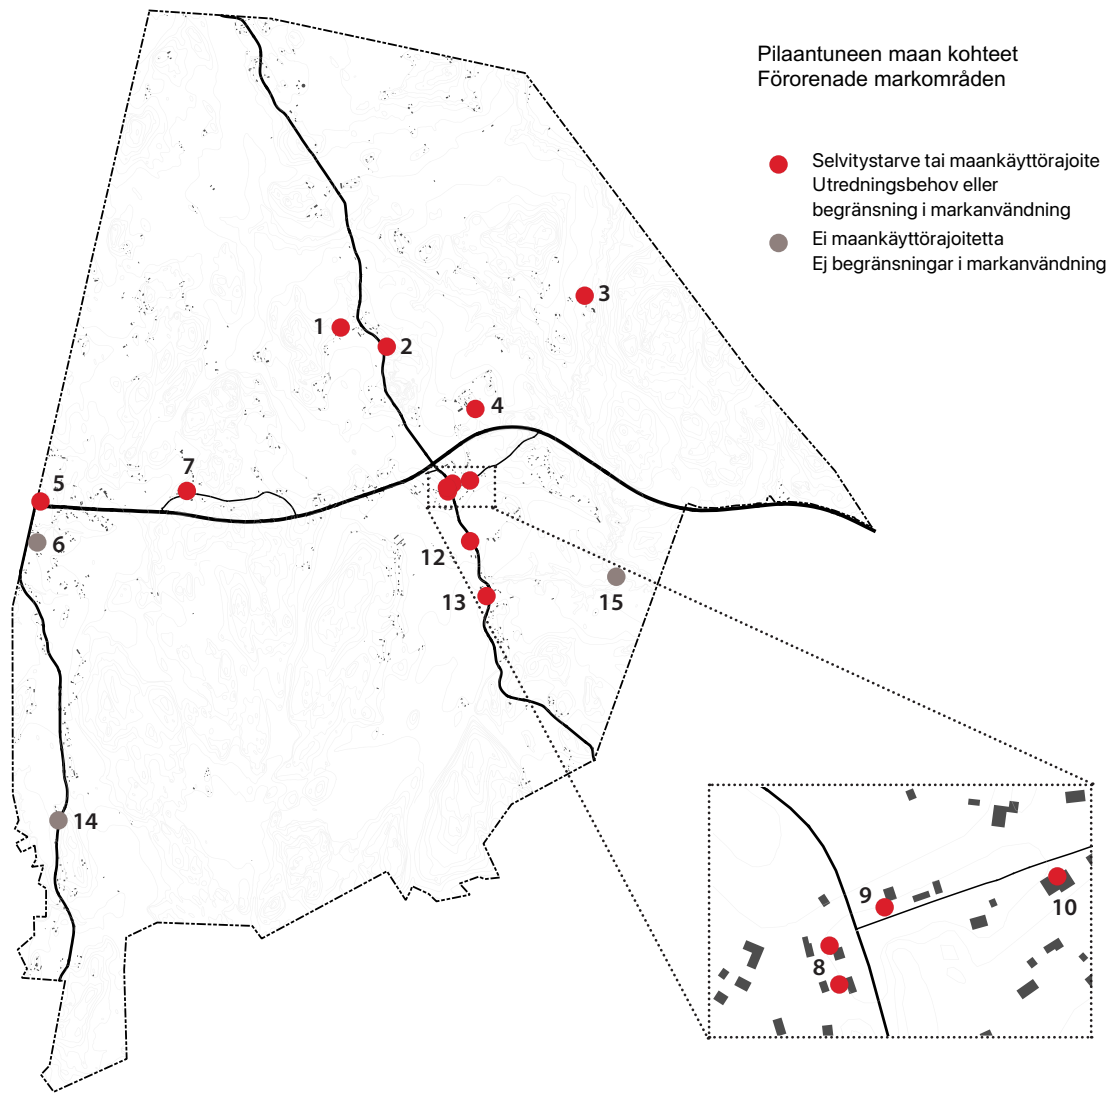 Pilaantuneen maan kohteet
Förorenade markområden
Selvitystarve tai maankäyttörajoite
Utredningsbehov eller
begränsning i markanvändning
Ei maankäyttörajoitetta
Ej begränsningar i markanvändning
3
1
2
4
7
5
6
12
13
15
14
9
10
8